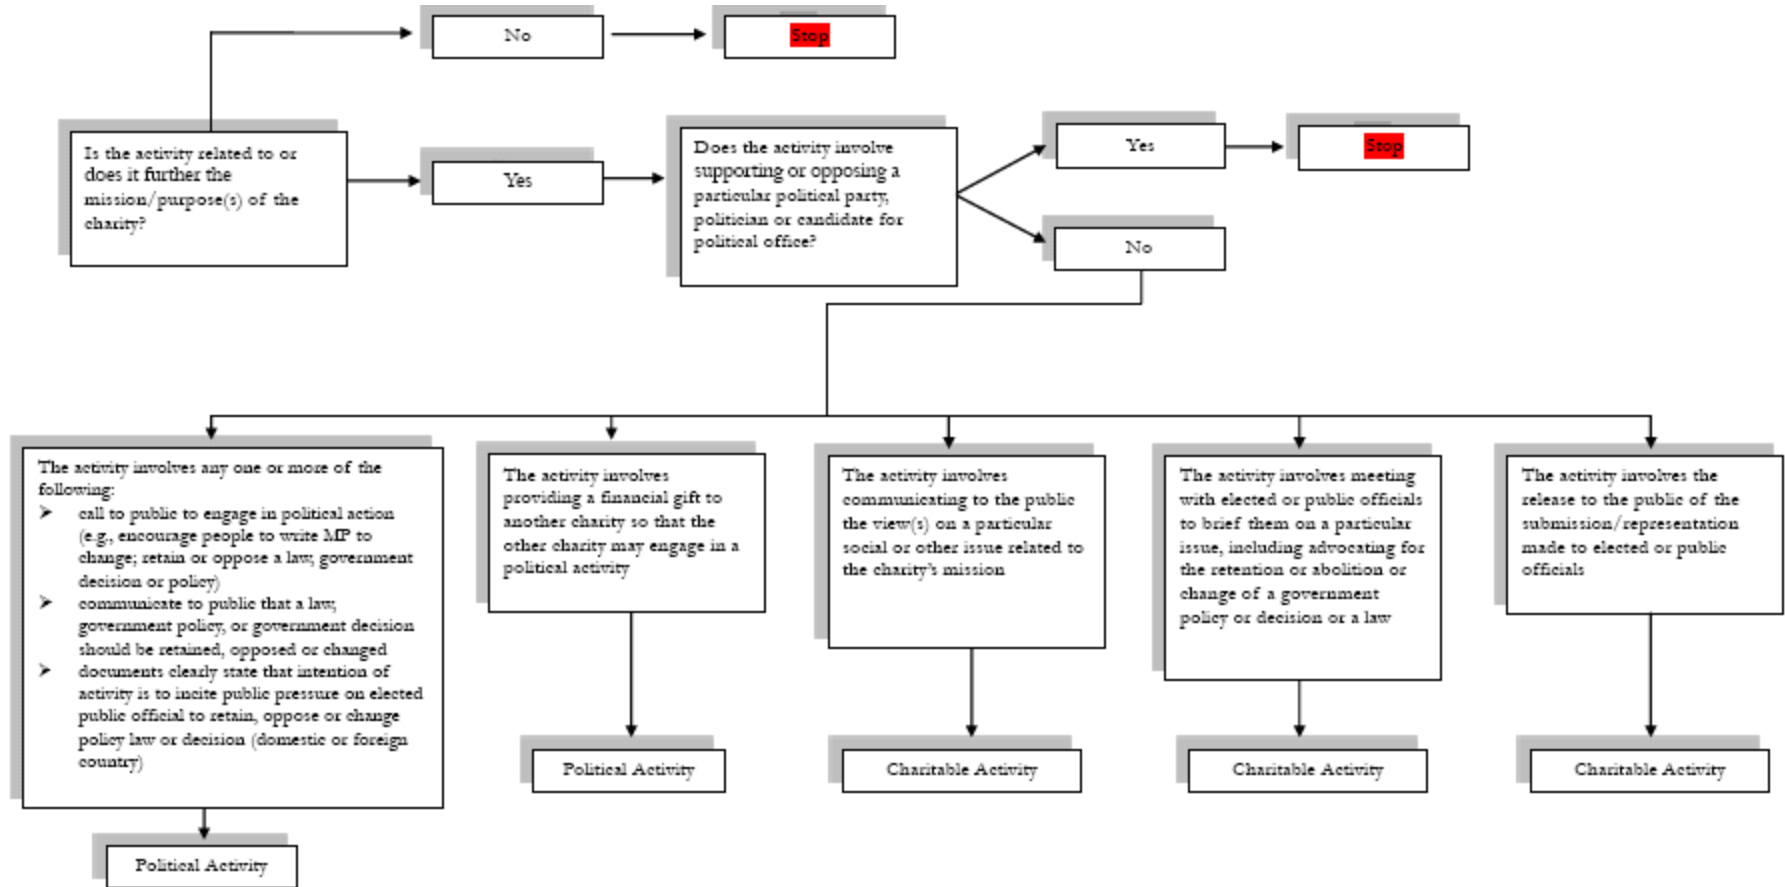 No
Stop
Is the activity related to or
does it further the
mission/purpose(s) of the
charity?
Yes
Does the activity involve
supporting or opposing a
particular political party,
politician or candidate for
political office?
Yes
Stop
No
The activity involves any one or more of the
following:
➢ call to public to engage in political action
(e.g., encourage people to write MP to
change; retain or oppose a law, government
decision or policy)
➢ communicate to public that a law,
government policy, or government decision
should be retained, opposed or changed
➢ documents clearly state that intention of
activity is to incite public pressure on elected
public official to retain, oppose or change
policy law or decision (domestic or foreign
country)
Political Activity
The activity involves
providing a financial gift to
another charity so that the
other charity may engage in a
political activity
Political Activity
The activity involves
communicating to the public
the view(s) on a particular
social or other issue related to
the charity's mission
Charitable Activity
The activity involves meeting
with elected or public officials
to brief them on a particular
issue, including advocating for
the retention or abolition or
change of a government
policy or decision or a law
Charitable Activity
The activity involves the
release to the public of the
submission/representation
made to elected or public
officials
Charitable Activity